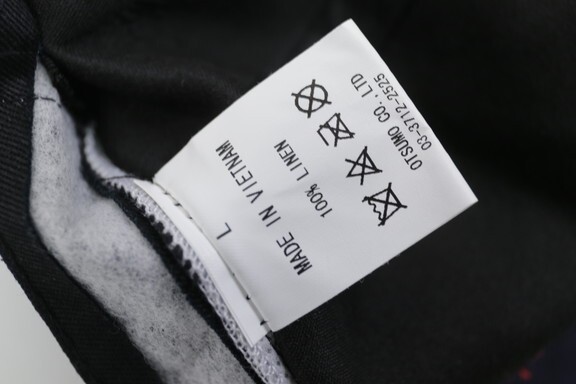 L
MADE IN VIETNAM
100% LINEN
OTSUMO CO.,LTD
03-3712-2525